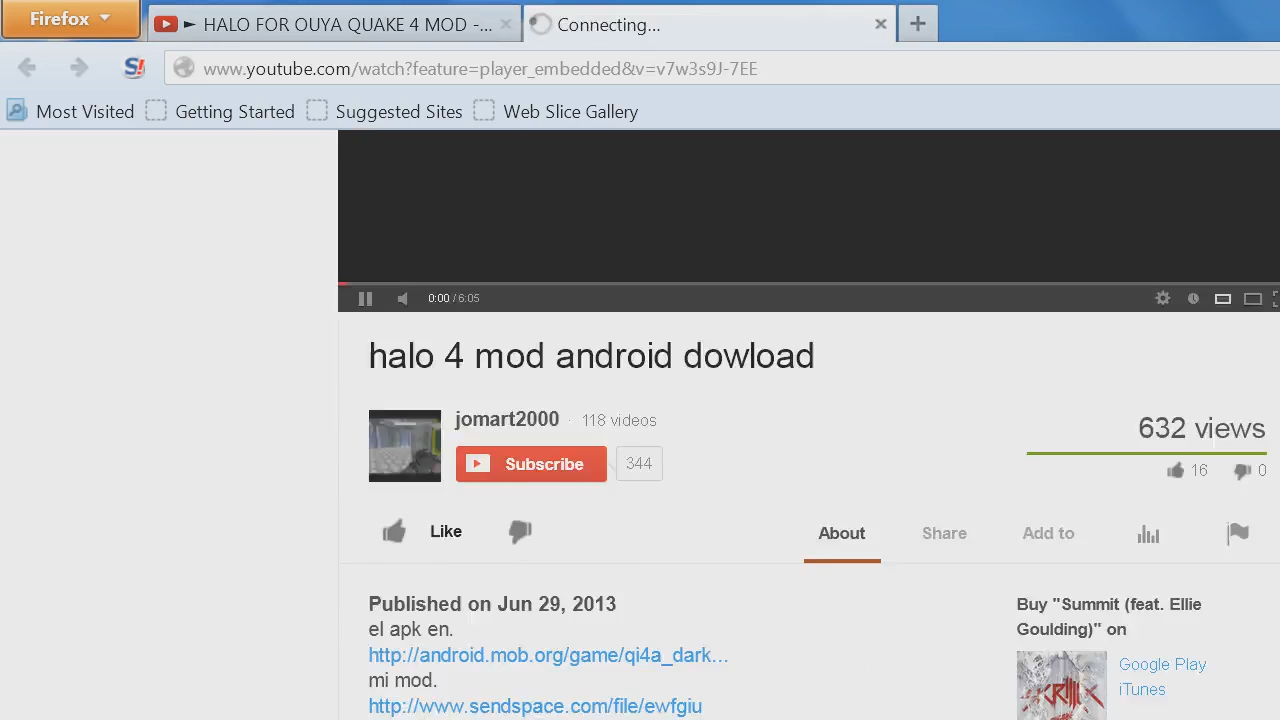 Firefox
► HALO FOR OUYA QUAKE 4 MOD -...
Connecting...
S!
www.youtube.com/watch?feature=player_embedded&v=v7w3s9J-7EE
Most Visited
Getting Started
Suggested Sites
Web Slice Gallery
0:00 / 6:05
halo 4 mod android dowload
jomart2000 · 118 videos
Subscribe 344
632 views
16 0
Like
About Share Add to
Published on Jun 29, 2013
el apk en.
http://android.mob.org/game/qi4a_dark...
mi mod.
http://www.sendspace.com/file/ewfgiu
Buy "Summit (feat. Ellie
Goulding)" on
SKRILLEX
Google Play
iTunes